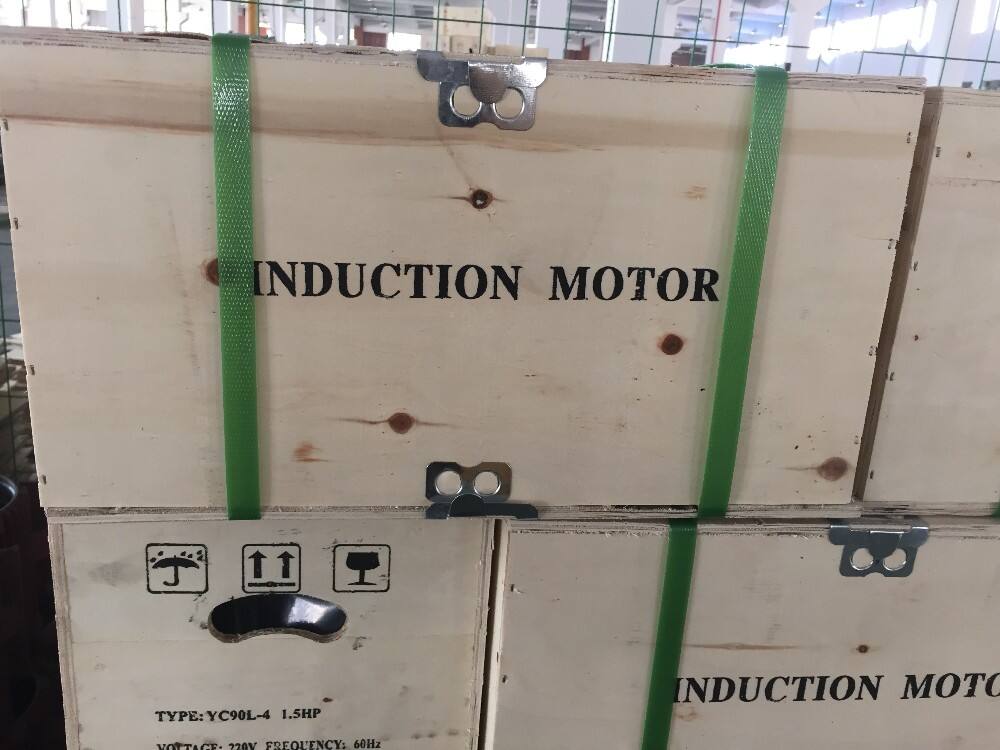 INDUCTION MOTOR
TYPE: YC90L-4 1.5HP
VOLTAGE: 220V FREQUENCY: 60Hz
INDUCTION MOTO